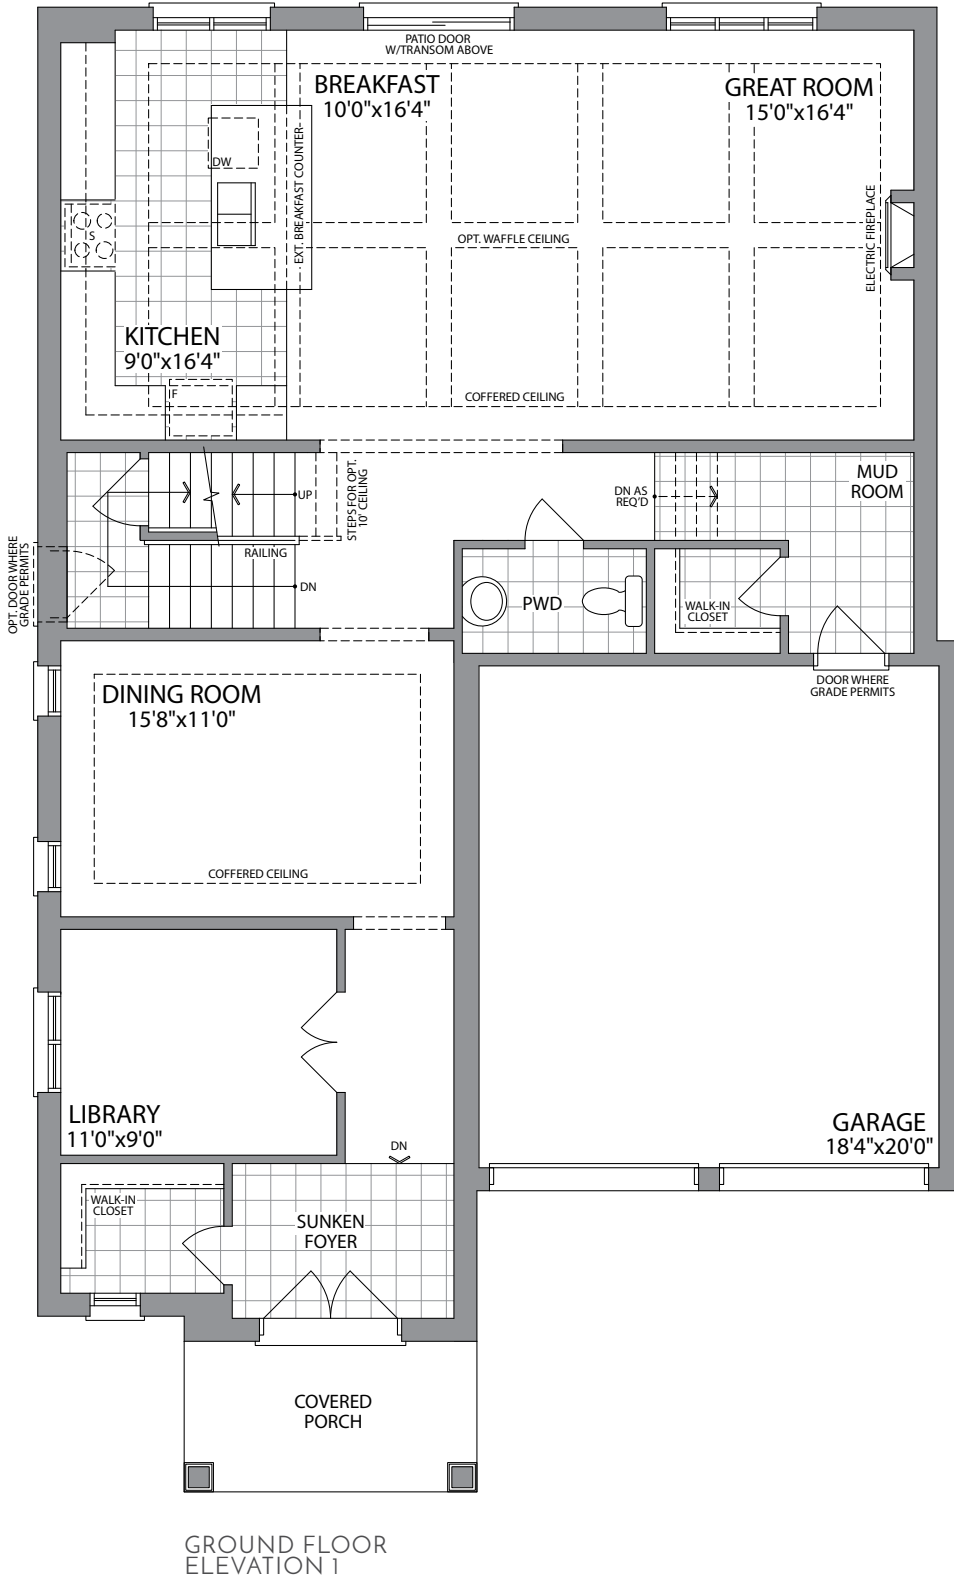 PATIO DOOR
W/TRANSOM ABOVE
BREAKFAST
10'0"x16'4"
GREAT ROOM
15'0"x16'4"
DW
EXT. BREAKFAST COUNTER
S
OPT. WAFFLE CEILING
ELECTRIC FIREPLACE
KITCHEN
9'0"x16'4"
F
COFFERED CEILING
MUD
ROOM
UP
STEPS FOR OPT.
10' CEILING
DN AS
REQ'D
RAILING
OPT. DOOR WHERE
GRADE PERMITS
DN
PWD
WALK-IN
CLOSET
DOOR WHERE
GRADE PERMITS
DINING ROOM
15'8"x11'0"
COFFERED CEILING
LIBRARY
11'0"x9'0"
GARAGE
18'4"x20'0"
DN
WALK-IN
CLOSET
SUNKEN
FOYER
COVERED
PORCH
GROUND FLOOR
ELEVATION 1